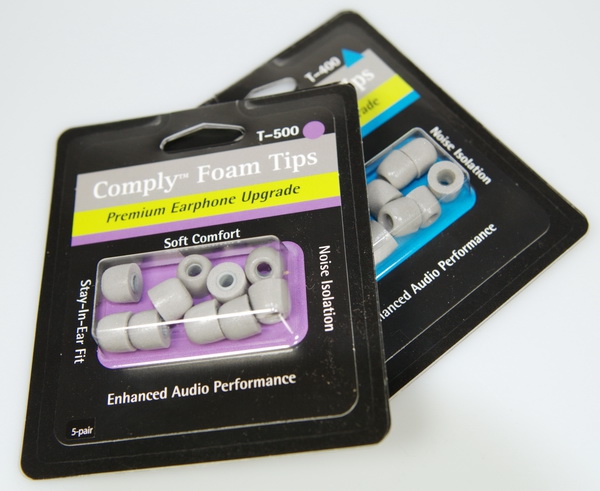 T-500
Comply™ Foam Tips
Premium Earphone Upgrade
Soft Comfort
Stay-In-Ear Fit
Noise Isolation
Enhanced Audio Performance
5-pair
T-400
Tips
Noise Isolation
Enhanced Audio Performance